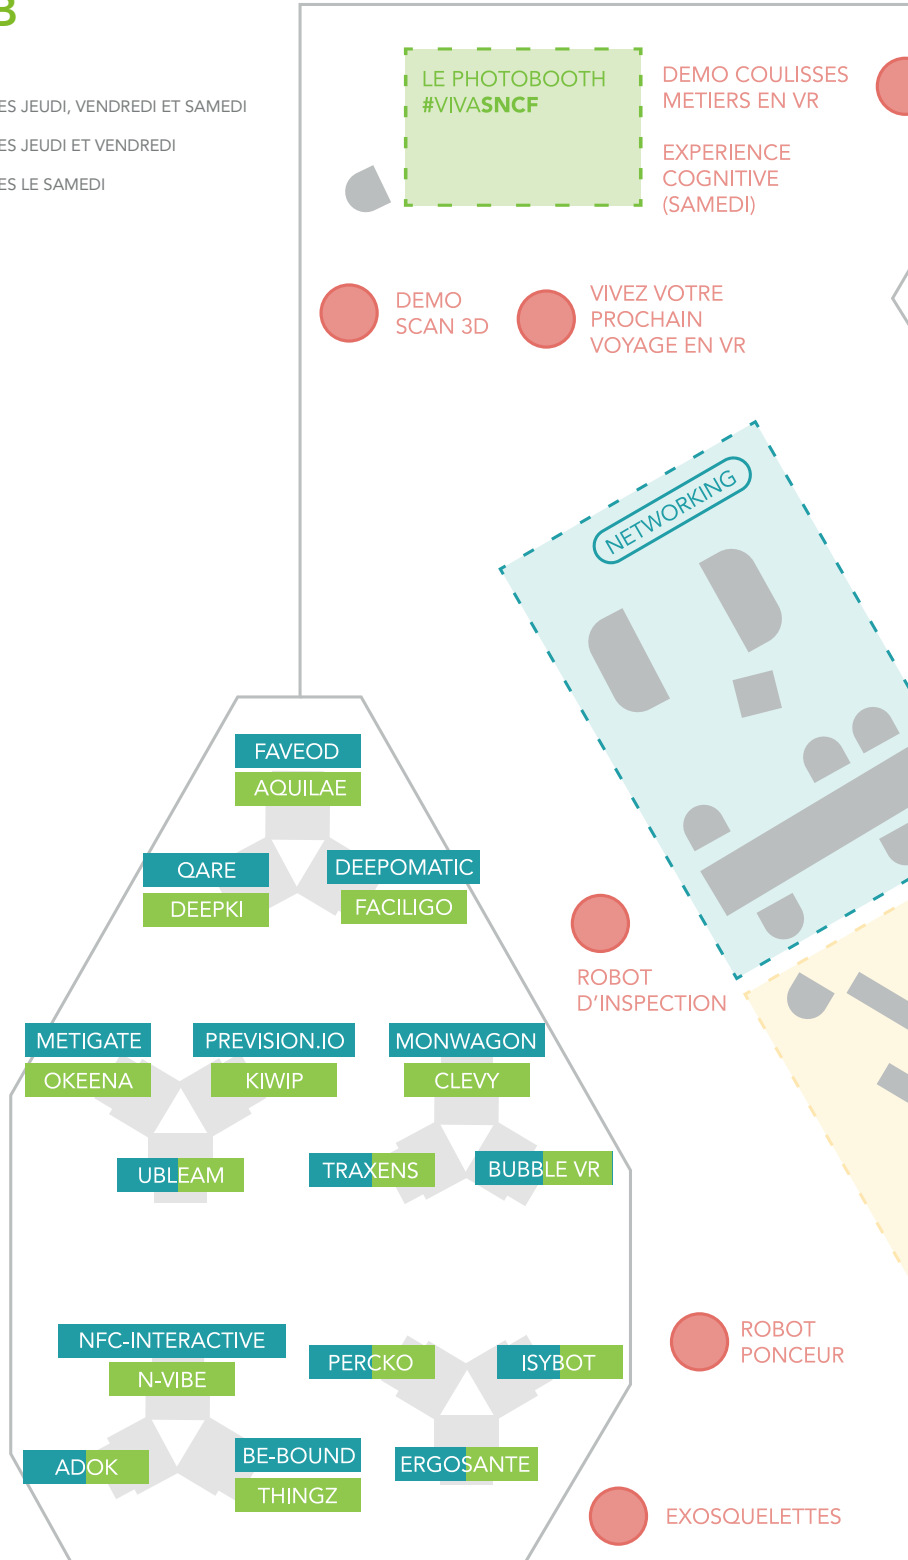 B
ES JEUDI, VENDREDI ET SAMEDI
ES JEUDI ET VENDREDI
ES LE SAMEDI
LE PHOTOBOOTH
#VIVASNCF
DEMO COULISSES
METIERS EN VR
EXPERIENCE
COGNITIVE
(SAMEDI)
DEMO
SCAN 3D
VIVEZ VOTRE
PROCHAIN
VOYAGE EN VR
NETWORKING
FAVEOD
AQUILAE
QARE
DEEPKI
DEEPOMATIC
FACILIGO
ROBOT
D'INSPECTION
METIGATE
OKEENA
PREVISION.IO
KIWIP
MONWAGON
CLEVY
UBLEAM
TRAXENS
BUBBLE VR
NFC-INTERACTIVE
N-VIBE
PERCKO
ISYBOT
ROBOT
PONCEUR
ADOK
BE-BOUND
THINGZ
ERGOSANTE
EXOSQUELETTES